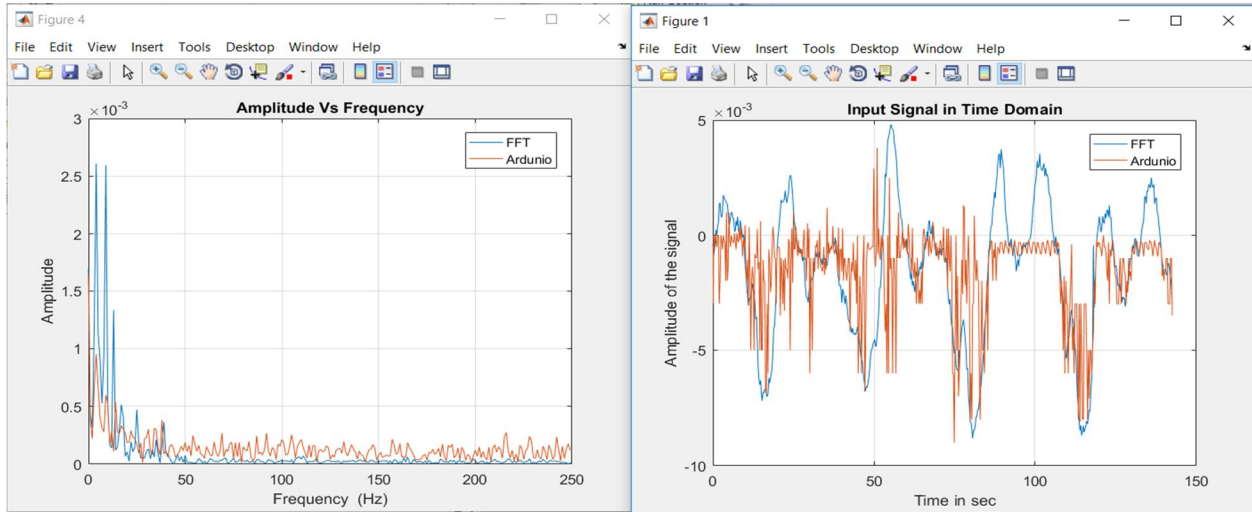 Figure 4
File Edit View Insert Tools Desktop Window Help
Amplitude Vs Frequency
×10-3
3
2.5
2
1.5
1
0.5
0
Amplitude
FFT
Ardunio
0 50 100 150 200 250
Frequency (Hz)
Figure 1
File Edit View Insert Tools Desktop Window Help
Input Signal in Time Domain
×10-3
5
0
-5
-10
Amplitude of the signal
FFT
Ardunio
0 50 100 150
Time in sec